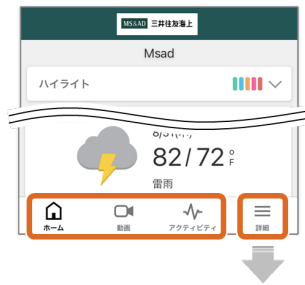 MS&AD 三井住友海上
Msad
ハイライト
82/72 °F
雷雨
ホーム
動画
アクティビティ
詳細